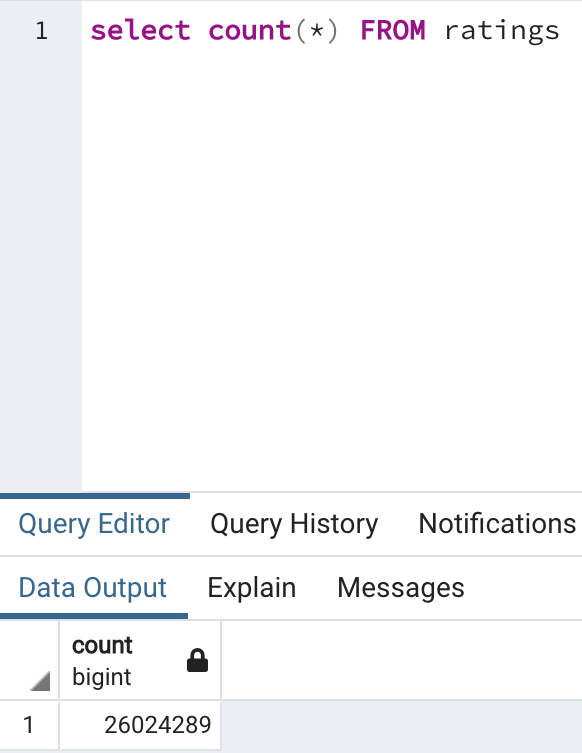 1 select count(*) FROM ratings
Query Editor Query History Notifications
Data Output Explain Messages
count
bigint
1 26024289